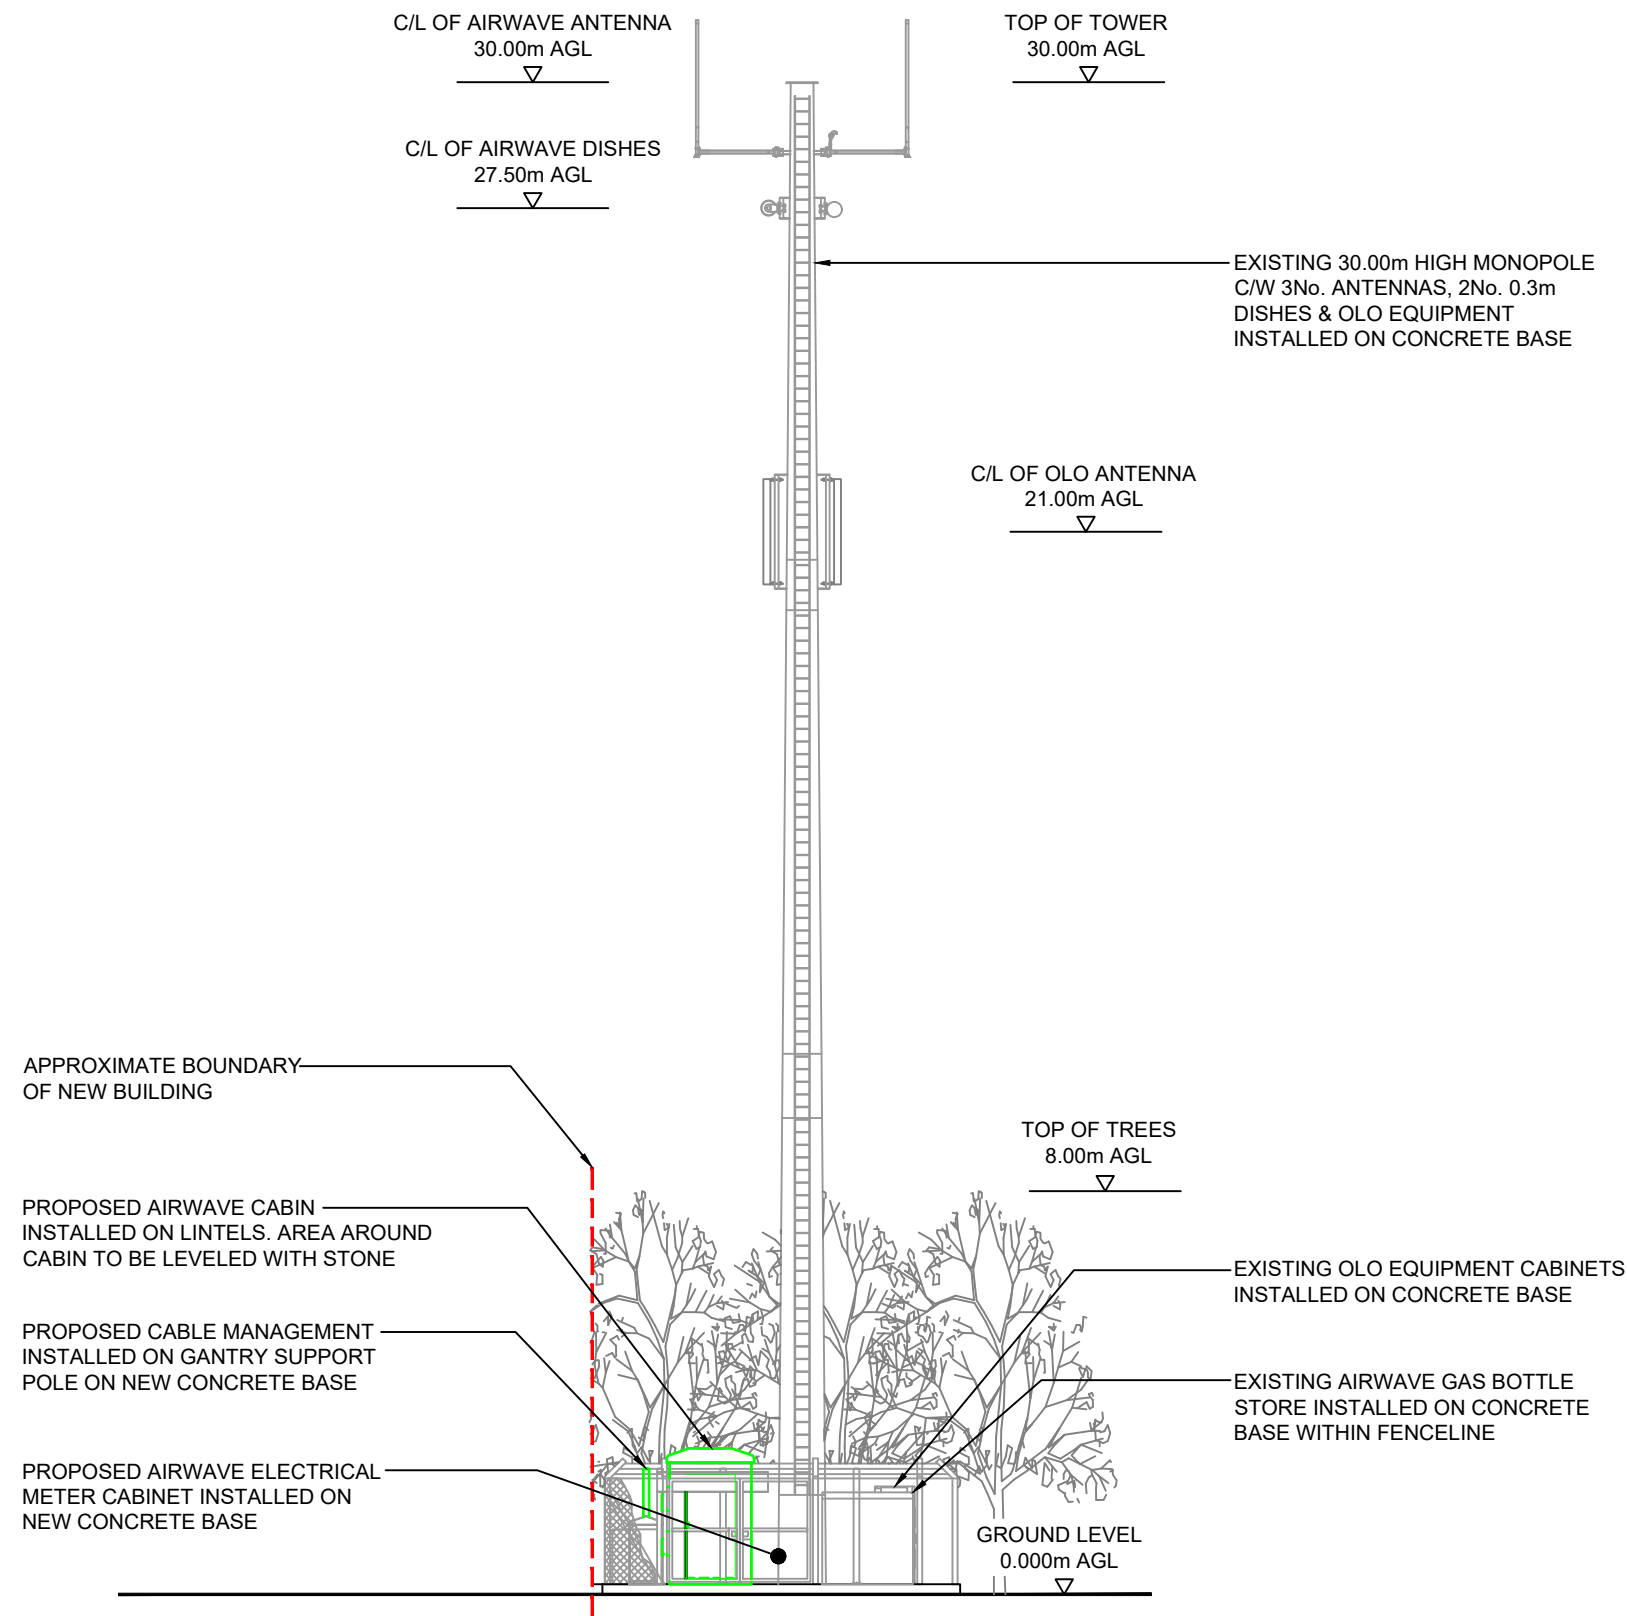 C/L OF AIRWAVE ANTENNA
30.00m AGL
TOP OF TOWER
30.00m AGL
C/L OF AIRWAVE DISHES
27.50m AGL
EXISTING 30.00m HIGH MONOPOLE
C/W 3No. ANTENNAS, 2No. 0.3m
DISHES & OLO EQUIPMENT
INSTALLED ON CONCRETE BASE
C/L OF OLO ANTENNA
21.00m AGL
APPROXIMATE BOUNDARY
OF NEW BUILDING
TOP OF TREES
8.00m AGL
PROPOSED AIRWAVE CABIN
INSTALLED ON LINTELS. AREA AROUND
CABIN TO BE LEVELED WITH STONE
EXISTING OLO EQUIPMENT CABINETS
INSTALLED ON CONCRETE BASE
PROPOSED CABLE MANAGEMENT
INSTALLED ON GANTRY SUPPORT
POLE ON NEW CONCRETE BASE
EXISTING AIRWAVE GAS BOTTLE
STORE INSTALLED ON CONCRETE
BASE WITHIN FENCELINE
PROPOSED AIRWAVE ELECTRICAL
METER CABINET INSTALLED ON
NEW CONCRETE BASE
GROUND LEVEL
0.000m AGL